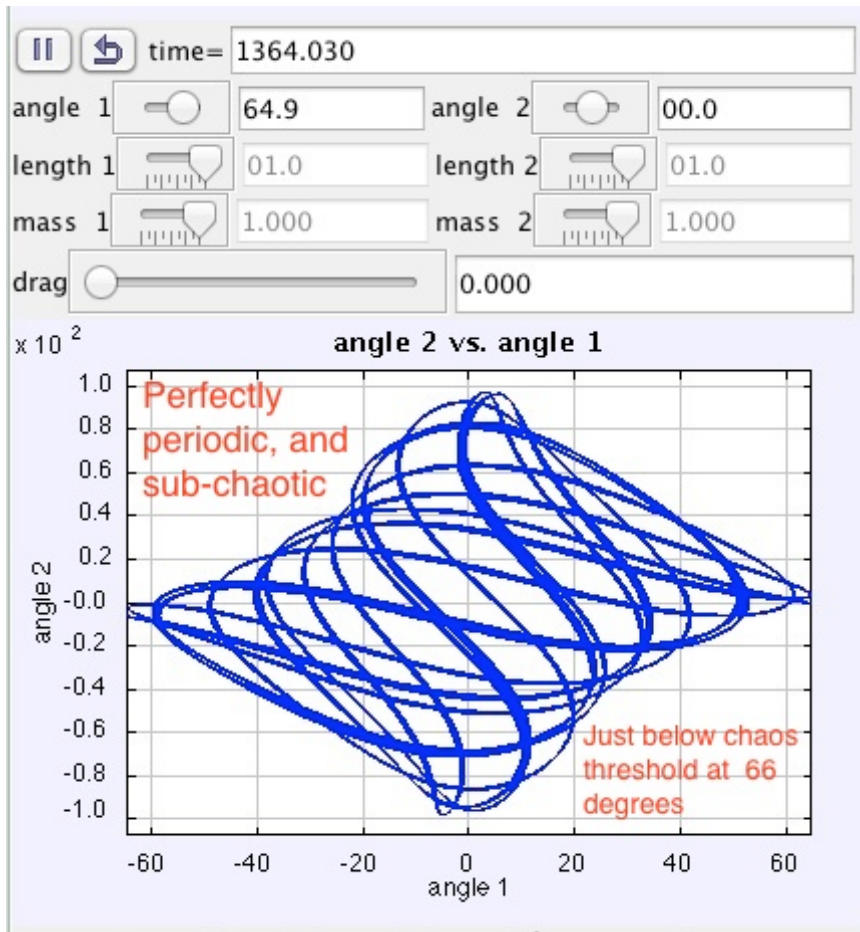 time= 1364.030
angle 1 64.9 angle 2 00.0
length 1 01.0 length 2 01.0
mass 1 1.000 mass 2 1.000
drag 0.000
x 10 2
angle 2 vs. angle 1
Perfectly
periodic, and
sub-chaotic
1.0
0.8
0.6
0.4
0.2
-0.0
-0.2
-0.4
-0.6
-0.8
-1.0
angle 2
Just below chaos
threshold at 66
degrees
-60 -40 -20 0 20 40 60
angle 1